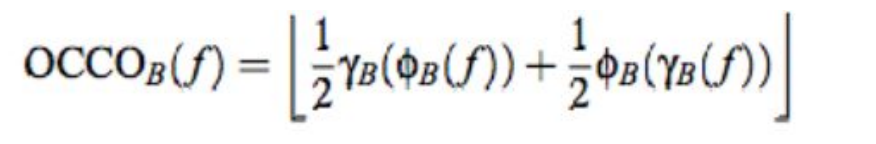 OCCO_B(f) = ⌊ 1/2 γ_B(ϕ_B(f)) + 1/2 ϕ_B(γ_B(f)) ⌋